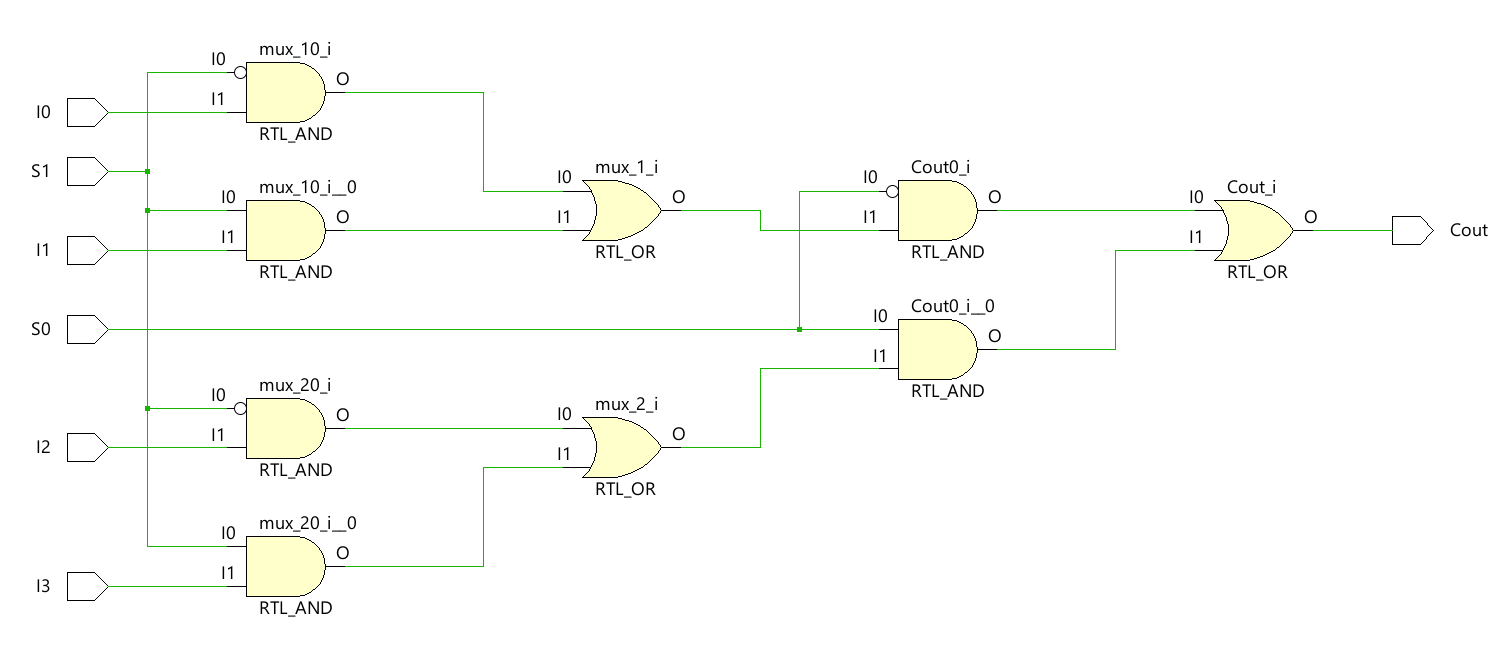 mux_10_i
I0
O
I1
I0
RTL_AND
S1
mux_10_i__0
I0
O
I1
I1
RTL_AND
mux_1_i
I0
O
I1
RTL_OR
Cout0_i
I0
O
I1
RTL_AND
Cout_i
I0
O
I1
Cout
RTL_OR
S0
Cout0_i__0
I0
O
I1
RTL_AND
mux_20_i
I0
O
I1
I2
RTL_AND
mux_2_i
I0
O
I1
RTL_OR
mux_20_i__0
I0
O
I1
I3
RTL_AND